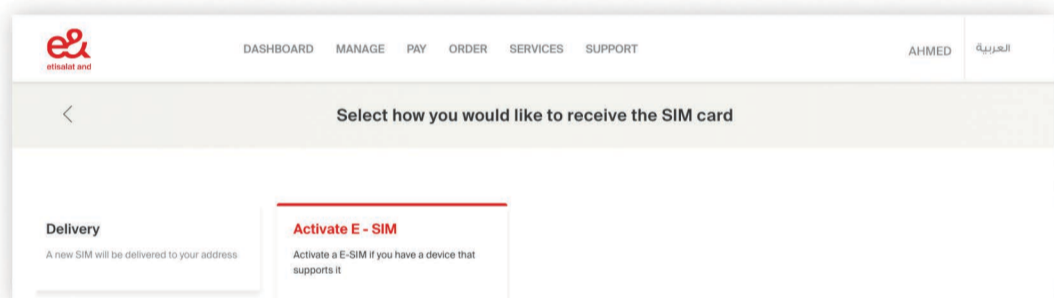 e&
etisalat and
DASHBOARD MANAGE PAY ORDER SERVICES SUPPORT AHMED العربية
Select how you would like to receive the SIM card
Delivery
A new SIM will be delivered to your address
Activate E - SIM
Activate a E-SIM if you have a device that
supports it